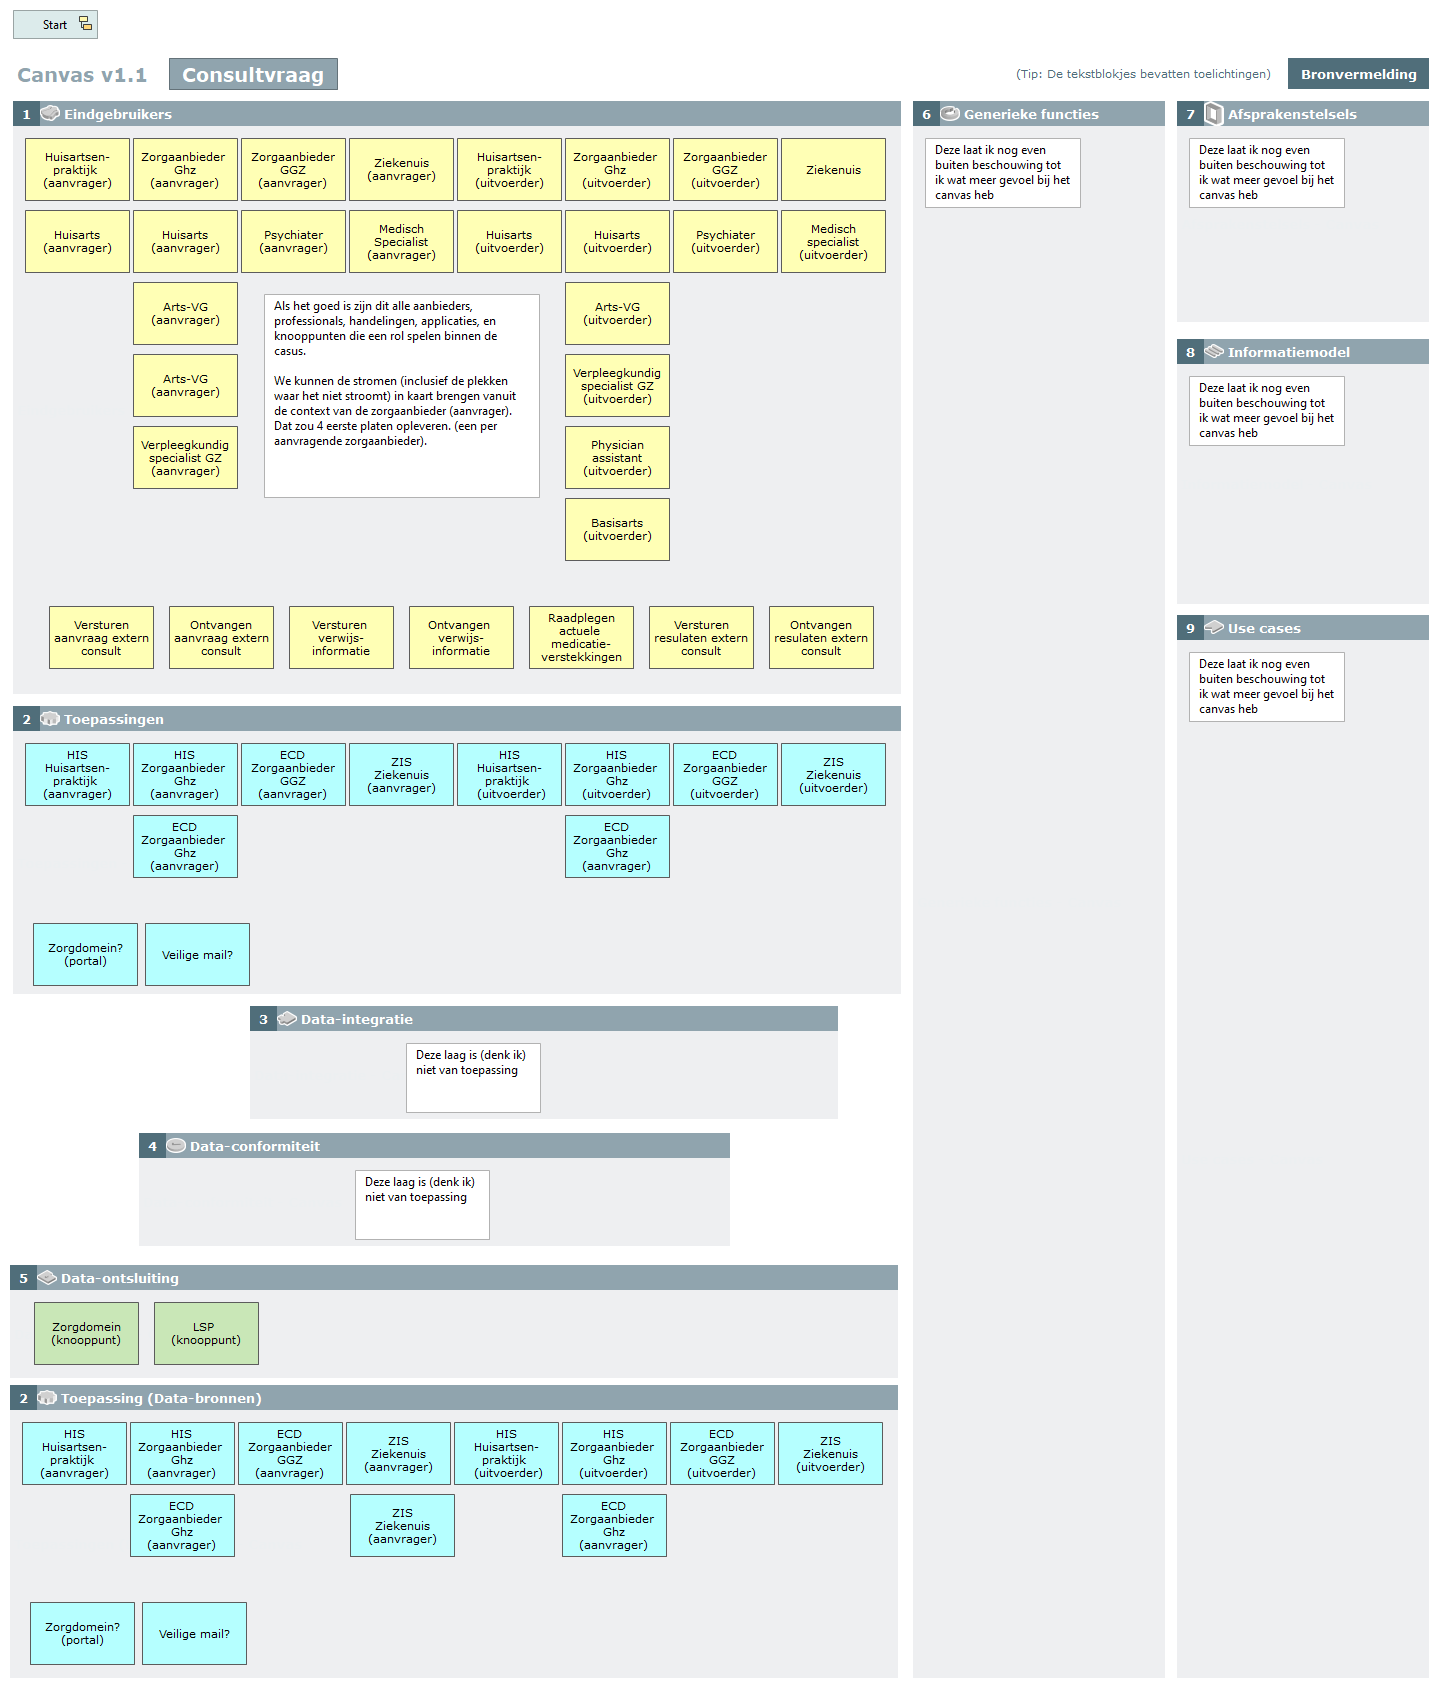 Start
Canvas v1.1
Consultvraag
(Tip: De tekstblokjes bevatten toelichtingen)
Bronvermelding
1 Eindgebruikers
Huisartsen-
praktijk
(aanvrager)
Zorgaanbieder
Ghz
(aanvrager)
Zorgaanbieder
GGZ
(aanvrager)
Ziekenuis
(aanvrager)
Huisartsen-
praktijk
(uitvoerder)
Zorgaanbieder
Ghz
(uitvoerder)
Zorgaanbieder
GGZ
(uitvoerder)
Ziekenuis
Huisarts
(aanvrager)
Huisarts
(aanvrager)
Psychiater
(aanvrager)
Medisch
Specialist
(aanvrager)
Huisarts
(uitvoerder)
Huisarts
(uitvoerder)
Psychiater
(uitvoerder)
Medisch
specialist
(uitvoerder)
Arts-VG
(aanvrager)
Als het goed is zijn dit alle aanbieders,
professionals, handelingen, applicaties, en
knooppunten die een rol spelen binnen de
casus.
We kunnen de stromen (inclusief de plekken
waar het niet stroomt) in kaart brengen vanuit
de context van de zorgaanbieder (aanvrager).
Dat zou 4 eerste platen opleveren. (een per
aanvragende zorgaanbieder).
Arts-VG
(uitvoerder)
Arts-VG
(aanvrager)
Verpleegkundig
specialist GZ
(uitvoerder)
Verpleegkundig
specialist GZ
(aanvrager)
Physician
assistant
(uitvoerder)
Basisarts
(uitvoerder)
Versturen
aanvraag extern
consult
Ontvangen
aanvraag extern
consult
Versturen
verwijs-
informatie
Ontvangen
verwijs-
informatie
Raadplegen
actuele
medicatie-
verstekkingen
Versturen
resulaten extern
consult
Ontvangen
resulaten extern
consult
2 Toepassingen
HIS
Huisartsen-
praktijk
(aanvrager)
HIS
Zorgaanbieder
Ghz
(aanvrager)
ECD
Zorgaanbieder
GGZ
(aanvrager)
ZIS
Ziekenuis
(aanvrager)
HIS
Huisartsen-
praktijk
(uitvoerder)
HIS
Zorgaanbieder
Ghz
(uitvoerder)
ECD
Zorgaanbieder
GGZ
(uitvoerder)
ZIS
Ziekenuis
(uitvoerder)
ECD
Zorgaanbieder
Ghz
(aanvrager)
ECD
Zorgaanbieder
Ghz
(aanvrager)
Zorgdomein?
(portal)
Veilige mail?
3 Data-integratie
Deze laag is (denk ik)
niet van toepassing
4 Data-conformiteit
Deze laag is (denk ik)
niet van toepassing
5 Data-ontsluiting
Zorgdomein
(knooppunt)
LSP
(knooppunt)
2 Toepassing (Data-bronnen)
HIS
Huisartsen-
praktijk
(aanvrager)
HIS
Zorgaanbieder
Ghz
(aanvrager)
ECD
Zorgaanbieder
GGZ
(aanvrager)
ZIS
Ziekenuis
(aanvrager)
HIS
Huisartsen-
praktijk
(uitvoerder)
HIS
Zorgaanbieder
Ghz
(uitvoerder)
ECD
Zorgaanbieder
GGZ
(uitvoerder)
ZIS
Ziekenuis
(uitvoerder)
ECD
Zorgaanbieder
Ghz
(aanvrager)
ZIS
Ziekenuis
(aanvrager)
ECD
Zorgaanbieder
Ghz
(aanvrager)
Zorgdomein?
(portal)
Veilige mail?
6 Generieke functies
Deze laat ik nog even
buiten beschouwing tot
ik wat meer gevoel bij het
canvas heb
7 Afsprakenstelsels
Deze laat ik nog even
buiten beschouwing tot
ik wat meer gevoel bij het
canvas heb
8 Informatiemodel
Deze laat ik nog even
buiten beschouwing tot
ik wat meer gevoel bij het
canvas heb
9 Use cases
Deze laat ik nog even
buiten beschouwing tot
ik wat meer gevoel bij het
canvas heb